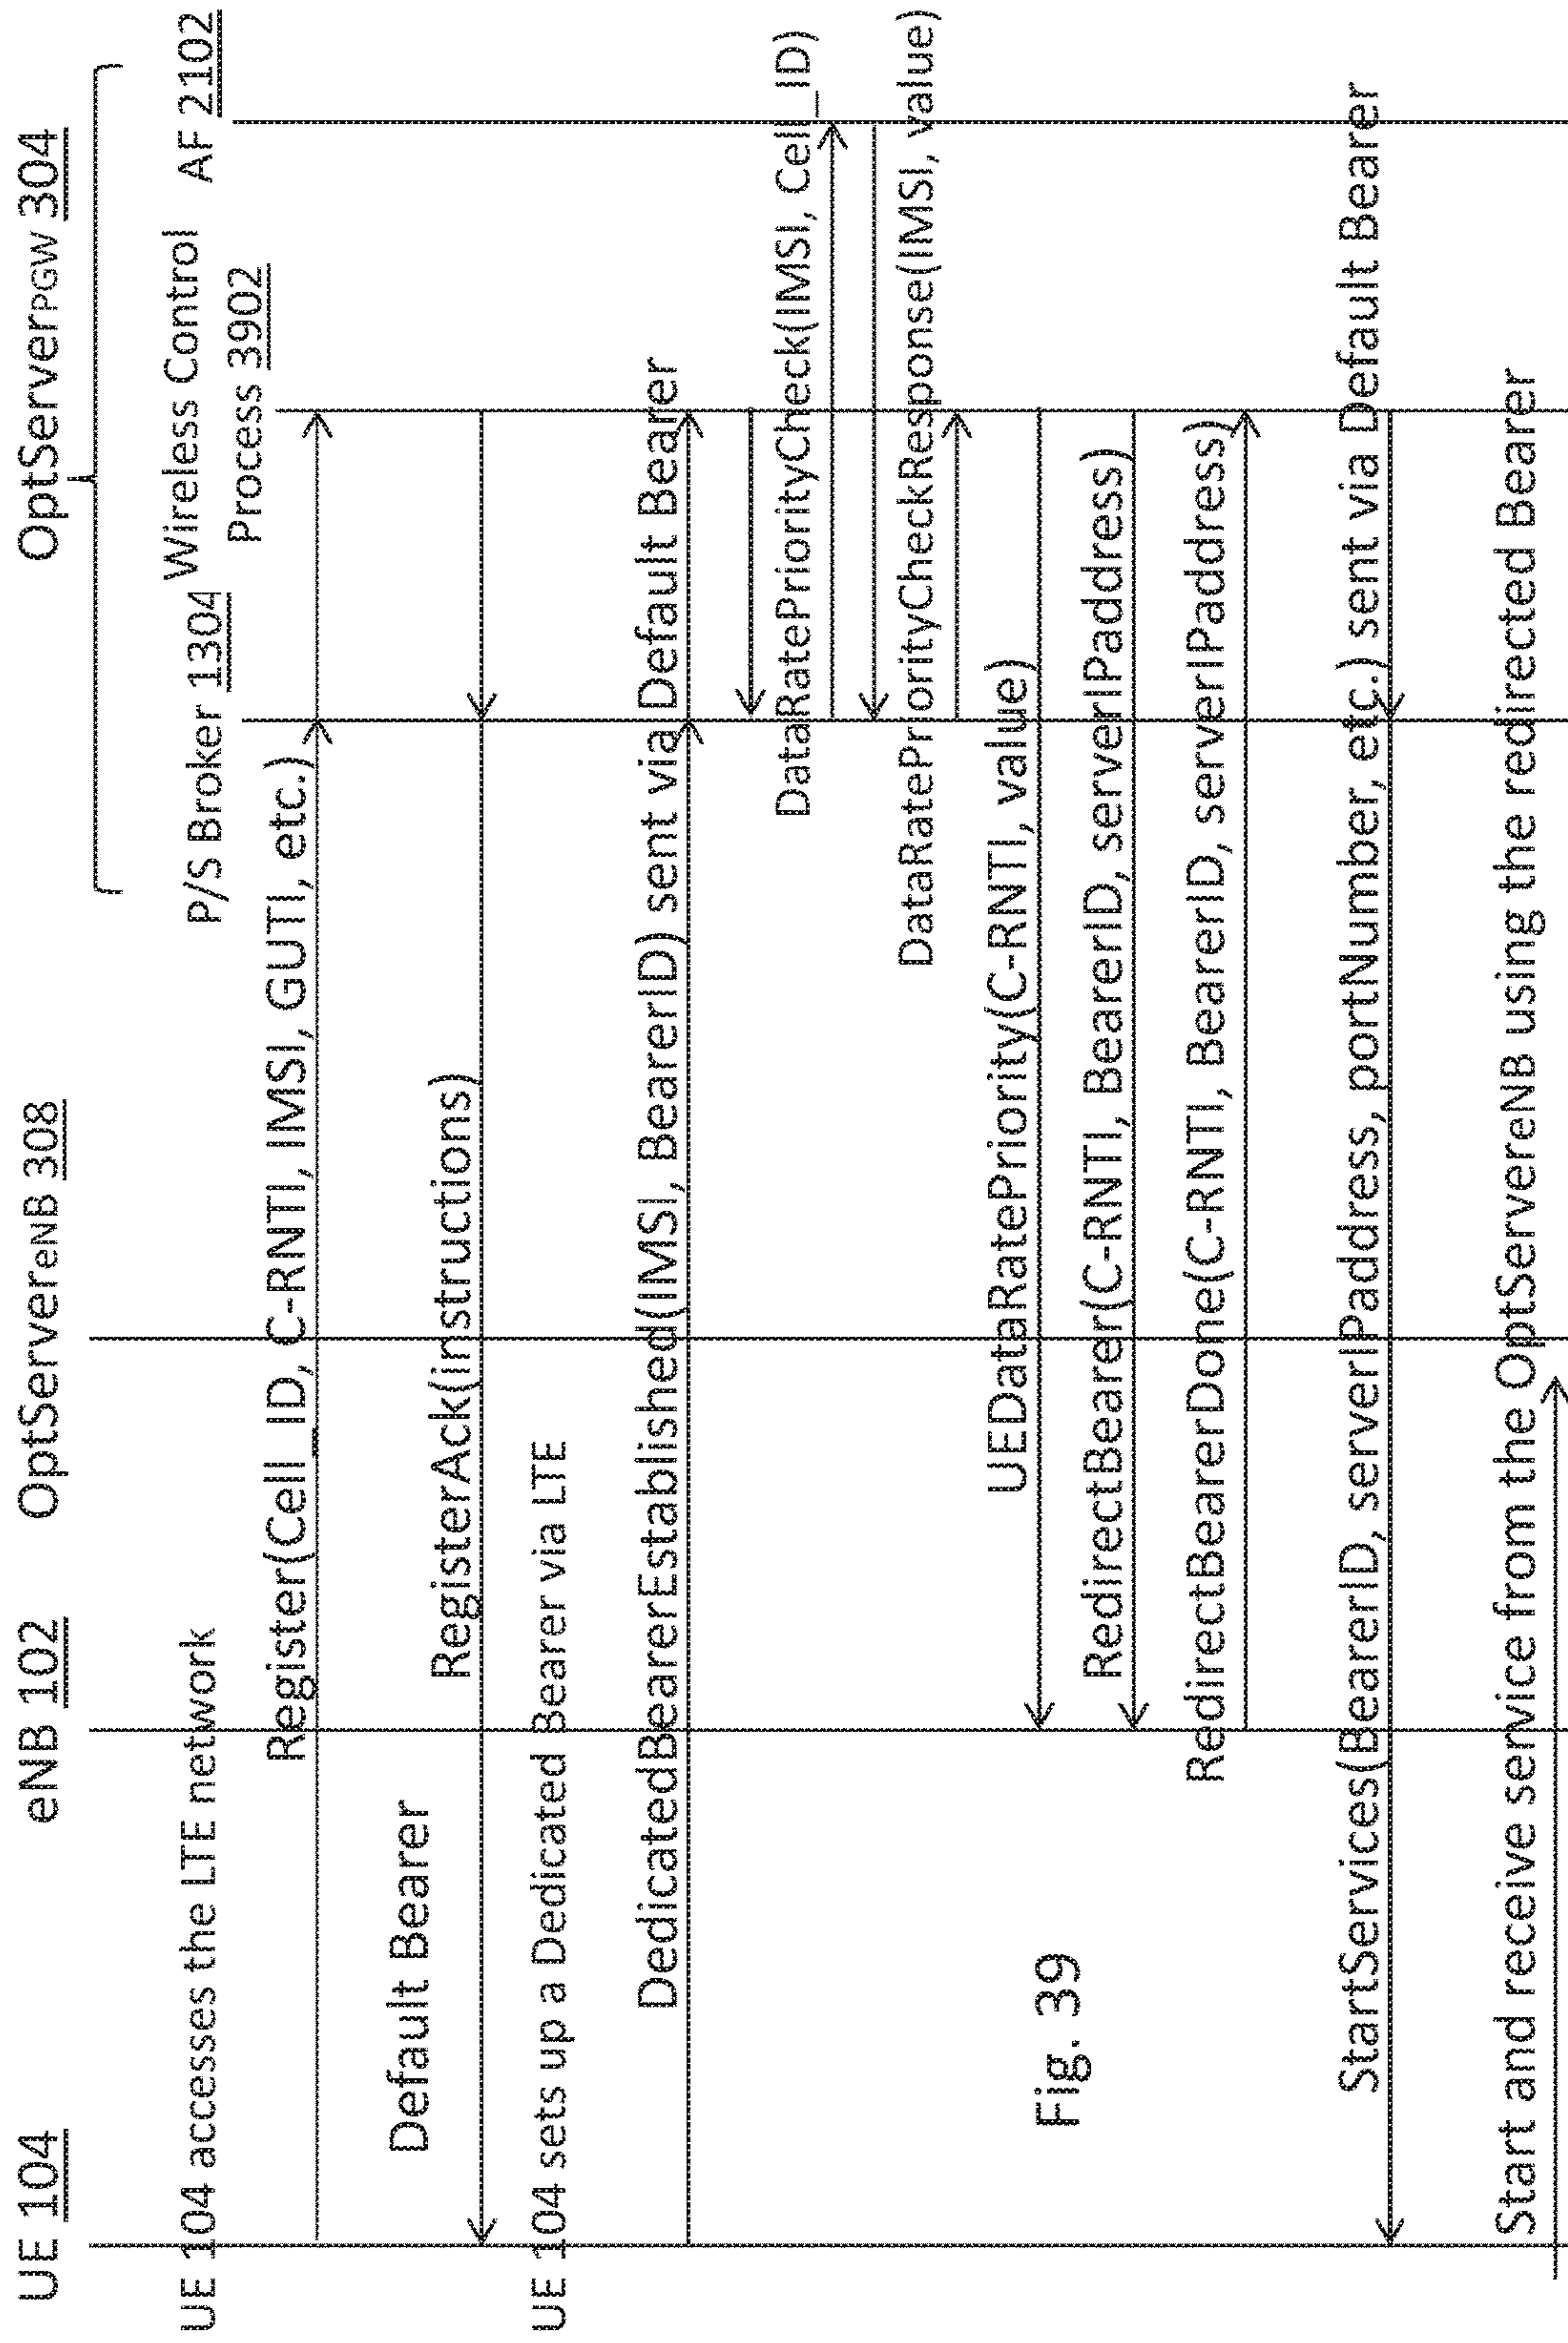 UE 104
eNB 102
OptServereNB 308
OptServerPGW 304
P/S Broker 1304
Wireless Control
Process 3902
AF 2102
UE 104 accesses the LTE network
Register(Cell_ID, C-RNTI, IMSI, GUTI, etc.)
Default Bearer
RegisterAck(instructions)
UE 104 sets up a Dedicated Bearer via LTE
DedicatedBearerEstablished(IMSI, BearerID) sent via Default Bearer
DataRatePriorityCheck(IMSI, Cell_ID)
DataRatePriorityCheckResponse(IMSI, value)
UEDataRatePriority(C-RNTI, value)
RedirectBearer(C-RNTI, BearerID, serverIPaddress)
RedirectBearerDone(C-RNTI, BearerID, serverIPaddress)
StartServices(BearerID, serverIPaddress, portNumber, etc.) sent via Default Bearer
Start and receive service from the OptServereNB using the redirected Bearer
Fig. 39